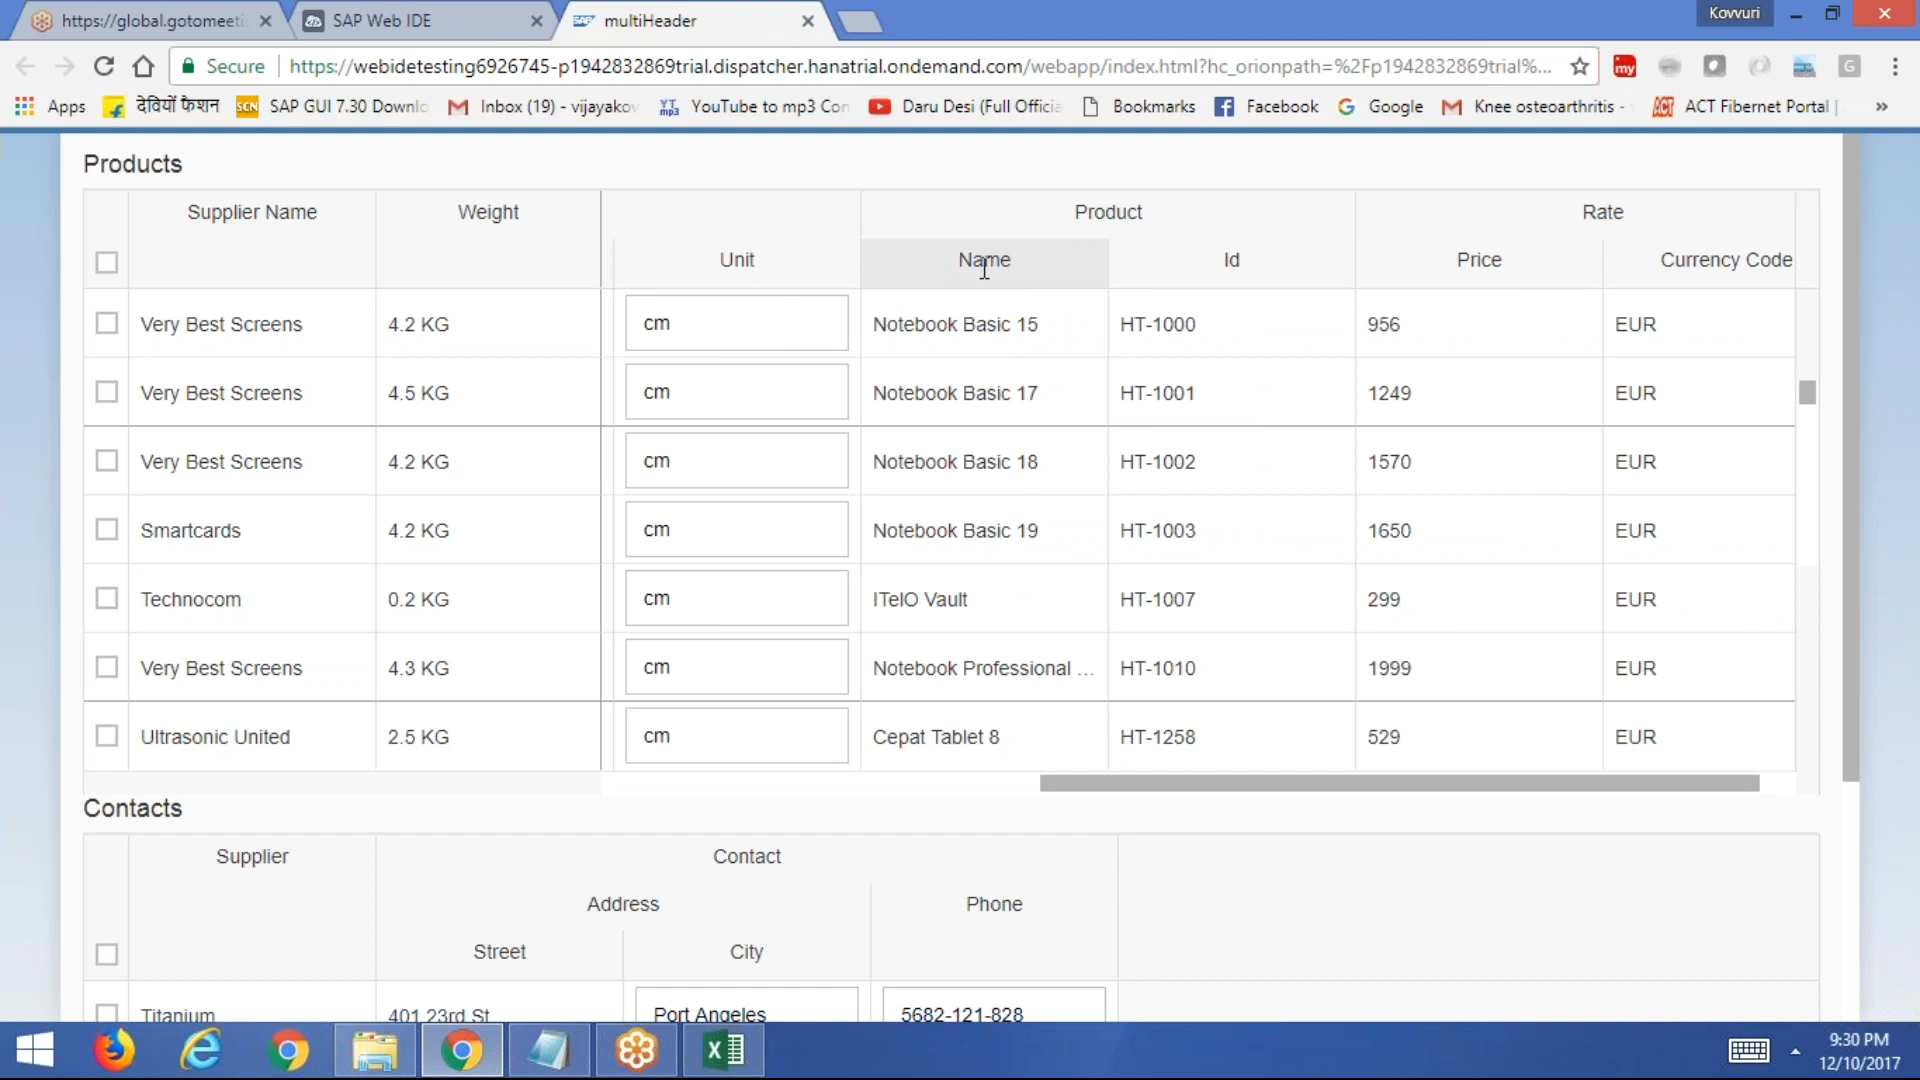 https://global.gotomeeti
SAP Web IDE
multiHeader
Kovvuri
Secure
https://webidetesting6926745-p1942832869trial.dispatcher.hanatrial.ondemand.com/webapp/index.html?hc_orionpath=%2Fp1942832869trial%...
my
G
Apps
देवियों फैशन
SCN SAP GUI 7.30 Downlo
Inbox (19) - vijayakov
YT mp3 YouTube to mp3 Con
Daru Desi (Full Officia
Bookmarks
Facebook
Google
Knee osteoarthritis -
ACT ACT Fibernet Portal |
»
Products
Supplier Name Weight Product Rate
Unit Name Id Price Currency Code
Very Best Screens 4.2 KG cm Notebook Basic 15 HT-1000 956 EUR
Very Best Screens 4.5 KG cm Notebook Basic 17 HT-1001 1249 EUR
Very Best Screens 4.2 KG cm Notebook Basic 18 HT-1002 1570 EUR
Smartcards 4.2 KG cm Notebook Basic 19 HT-1003 1650 EUR
Technocom 0.2 KG cm ITelO Vault HT-1007 299 EUR
Very Best Screens 4.3 KG cm Notebook Professional ... HT-1010 1999 EUR
Ultrasonic United 2.5 KG cm Cepat Tablet 8 HT-1258 529 EUR
Contacts
Supplier Contact
Address Phone
Street City
Titanium 401 23rd St Port Angeles 5682-121-828
9:30 PM
12/10/2017